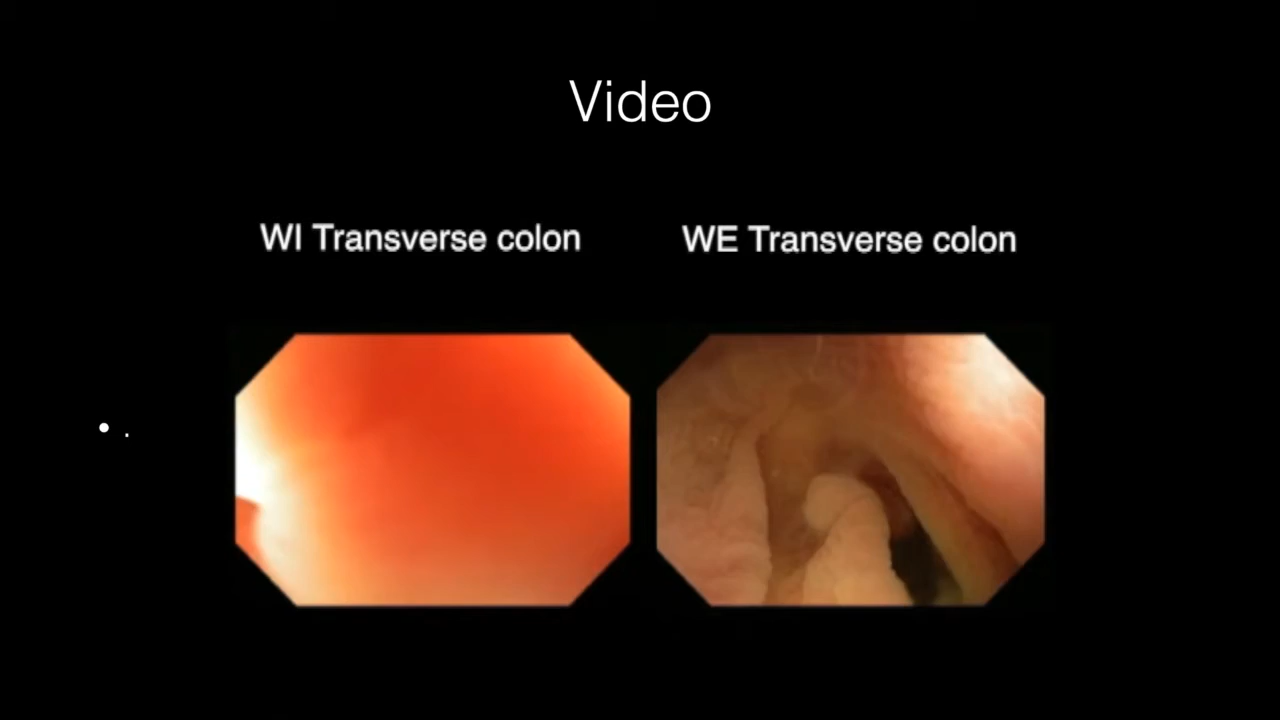 Video
WI Transverse colon
WE Transverse colon
• .